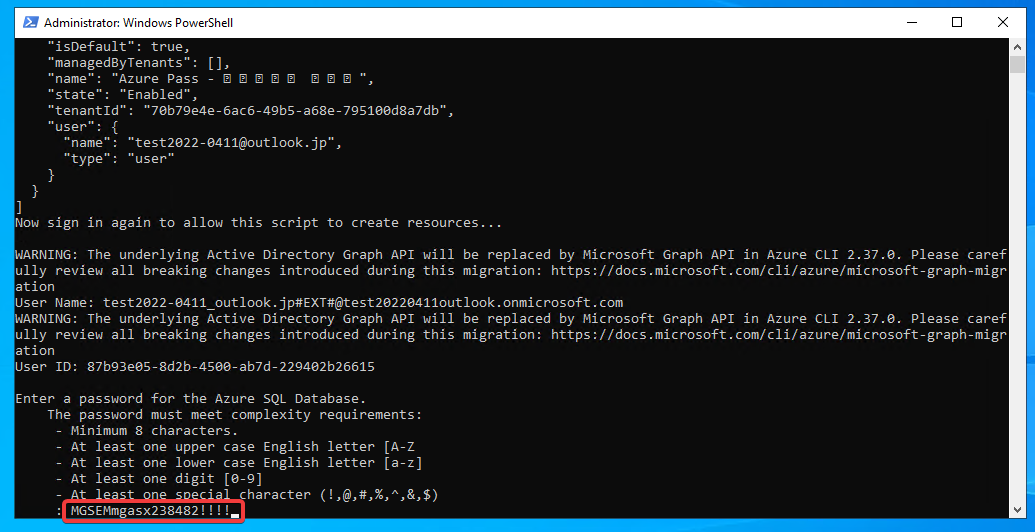 Administrator: Windows PowerShell
"isDefault": true,
"managedByTenants": [],
"name": "Azure Pass - ",
"state": "Enabled",
"tenantId": "70b79e4e-6ac6-49b5-a68e-795100d8a7db",
"user": {
"name": "test2022-0411@outlook.jp",
"type": "user"
}
}
]
Now sign in again to allow this script to create resources...
WARNING: The underlying Active Directory Graph API will be replaced by Microsoft Graph API in Azure CLI 2.37.0. Please caref
ully review all breaking changes introduced during this migration: https://docs.microsoft.com/cli/azure/microsoft-graph-migr
ation
User Name: test2022-0411_outlook.jp#EXT#@test20220411outlook.onmicrosoft.com
WARNING: The underlying Active Directory Graph API will be replaced by Microsoft Graph API in Azure CLI 2.37.0. Please caref
ully review all breaking changes introduced during this migration: https://docs.microsoft.com/cli/azure/microsoft-graph-migr
ation
User ID: 87b93e05-8d2b-4500-ab7d-229402b26615
Enter a password for the Azure SQL Database.
The password must meet complexity requirements:
- Minimum 8 characters.
- At least one upper case English letter [A-Z
- At least one lower case English letter [a-z]
- At least one digit [0-9]
- At least one special character (!,@,#,%,^,&,$)
: MGSEMmgasx238482!!!!